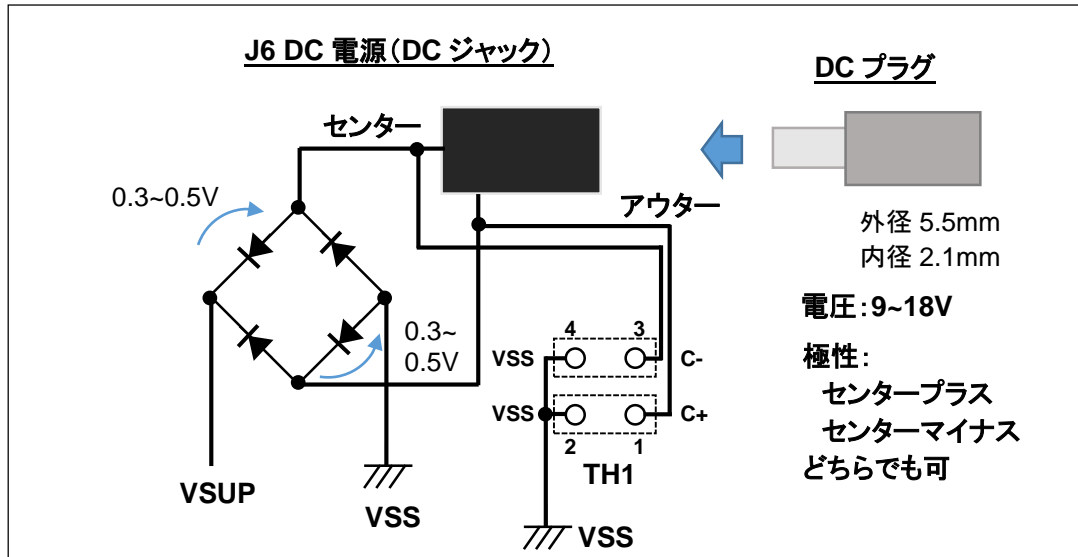 J6 DC 電源(DC ジャック)
DC プラグ
センター
0.3~0.5V
アウター
外径 5.5mm
内径 2.1mm
電圧:9~18V
0.3~
0.5V
4
3
VSS
C-
極性:
センタープラス
VSS
C+
センターマイナス
2
1
どちらでも可
TH1
VSUP
VSS
VSS